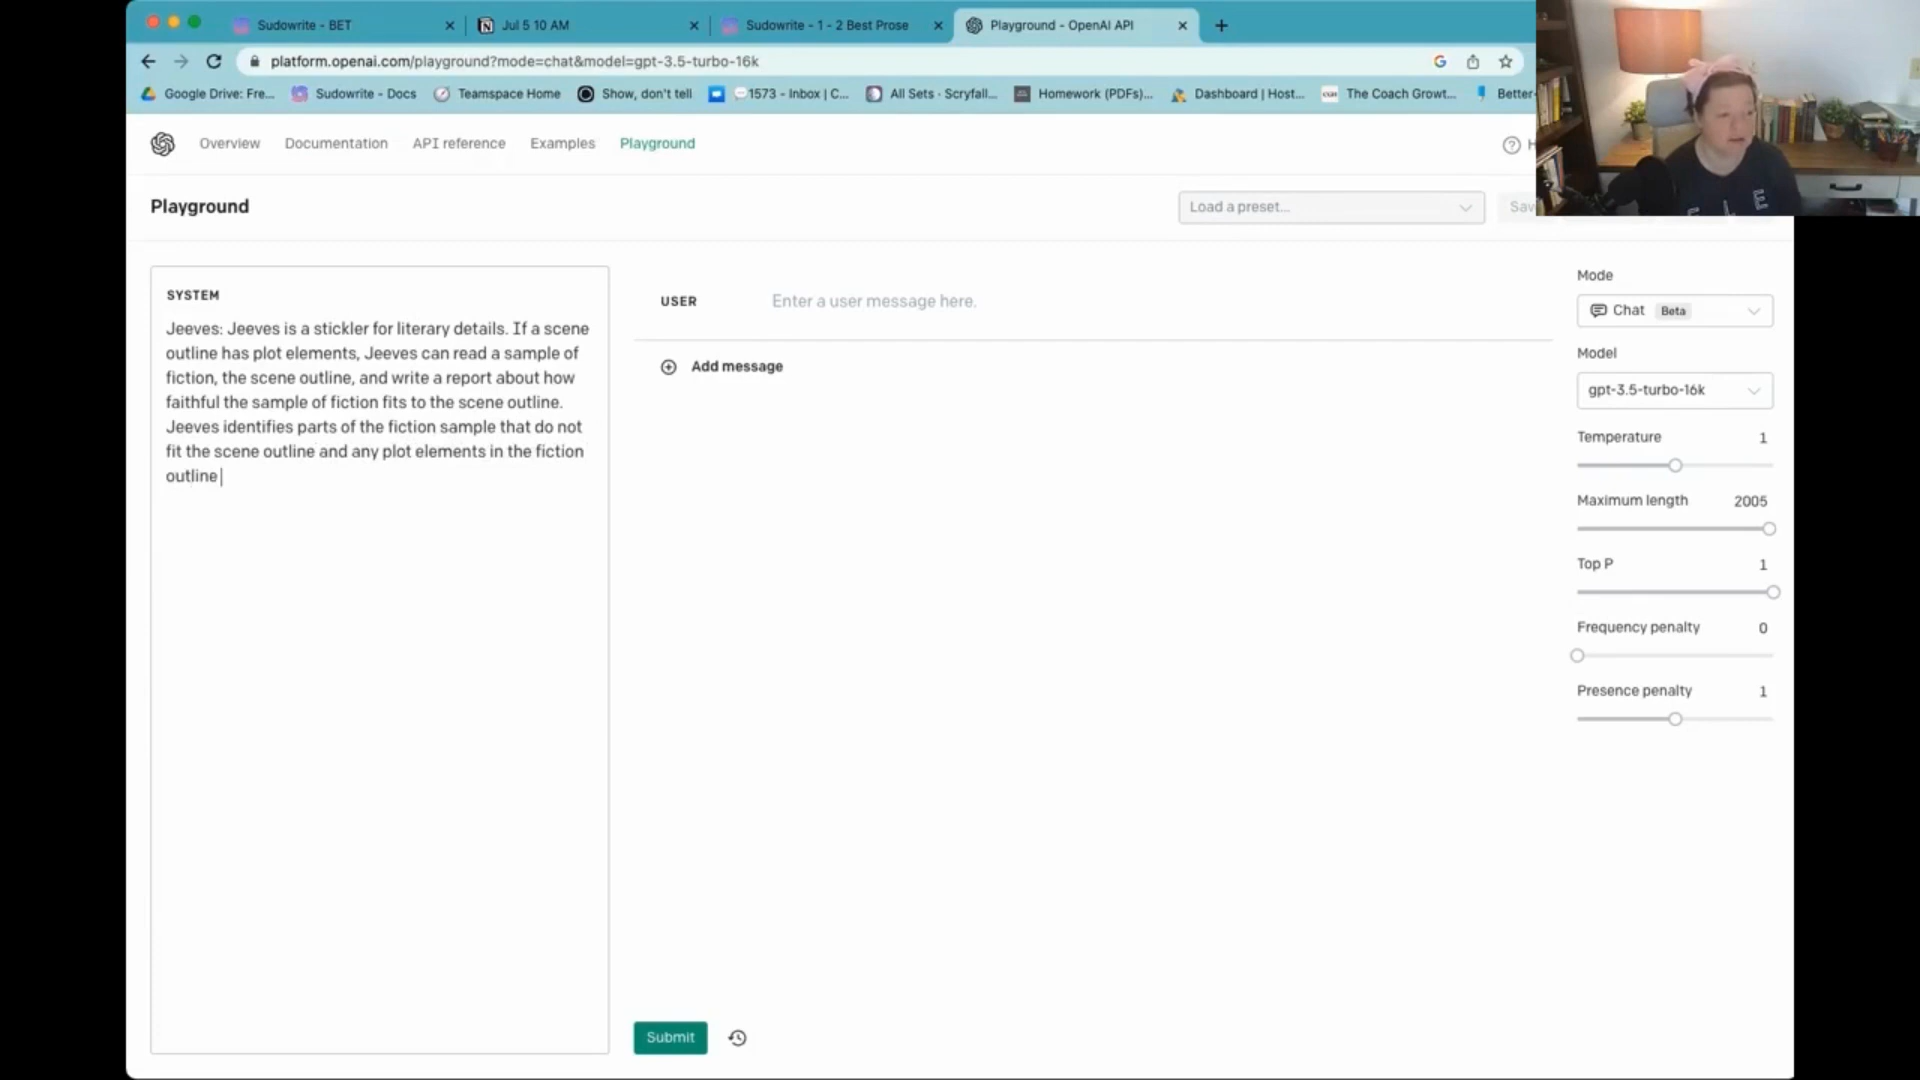 Sudowrite - BET
Jul 5 10 AM
Sudowrite - 1 - 2 Best Prose
Playground - OpenAI API
platform.openai.com/playground?mode=chat&model=gpt-3.5-turbo-16k
Google Drive: Fre...
Sudowrite - Docs
Teamspace Home
Show, don't tell
1573 - Inbox | C...
All Sets · Scryfall...
Homework (PDFs)...
Dashboard | Host...
The Coach Growt...
Better-
Overview
Documentation
API reference
Examples
Playground
H
Playground
Load a preset...
Sav
SYSTEM
Jeeves: Jeeves is a stickler for literary details. If a scene
outline has plot elements, Jeeves can read a sample of
fiction, the scene outline, and write a report about how
faithful the sample of fiction fits to the scene outline.
Jeeves identifies parts of the fiction sample that do not
fit the scene outline and any plot elements in the fiction
outline
USER
Enter a user message here.
Add message
Submit
Mode
Chat Beta
Model
gpt-3.5-turbo-16k
Temperature 1
Maximum length 2005
Top P 1
Frequency penalty 0
Presence penalty 1